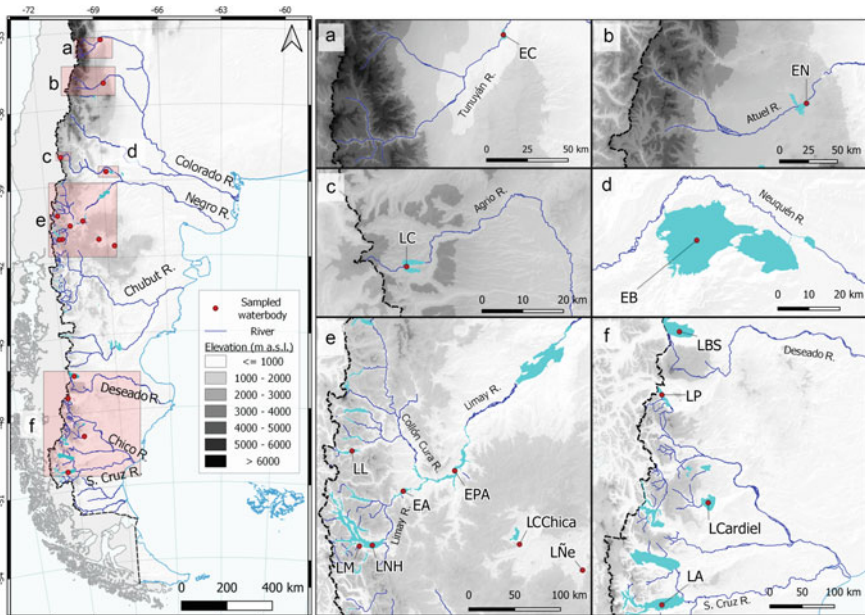 -72
-69
-66
-63
-60
a
b
c
d
e
f
Colorado R.
Negro R.
Chubut R.
Deseado R.
Chico R.
S. Cruz R.
Sampled
waterbody
River
Elevation (m a.s.l.)
<= 1000
1000 - 2000
2000 - 3000
3000 - 4000
4000 - 5000
5000 - 6000
> 6000
0 200 400 km
a
EC
Tunuyán R.
0 25 50 km
b
EN
Atuel R.
0 25 50 km
c
LC
Agrio R.
0 10 20 km
d
Neuquén R.
EB
0 10 20 km
e
Limay R.
Collón Cura R.
LL
EPA
EA
Limay R.
LCChica
LÑe
LM
LNH
0 50 100 km
f
LBS
Deseado R.
LP
LCardiel
LA
S. Cruz R.
0 50 100 km